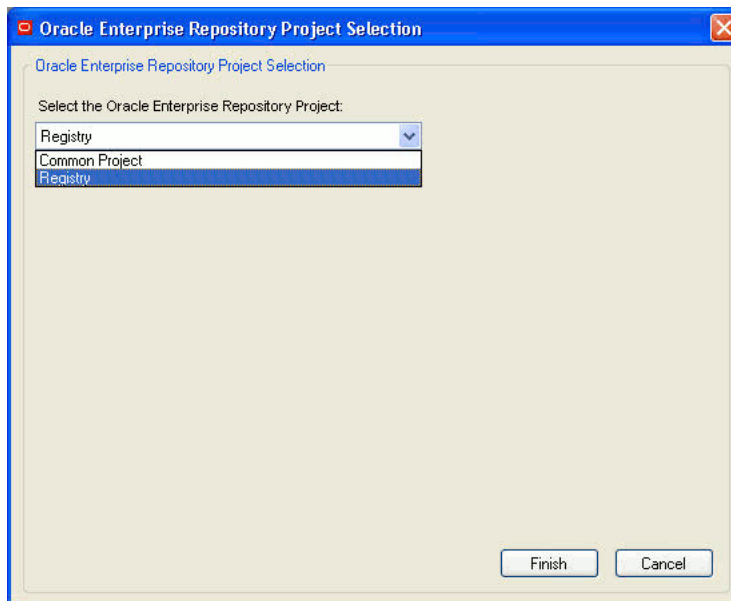 Oracle Enterprise Repository Project Selection
Oracle Enterprise Repository Project Selection
Select the Oracle Enterprise Repository Project:
Registry
Common Project
Registry
Finish Cancel